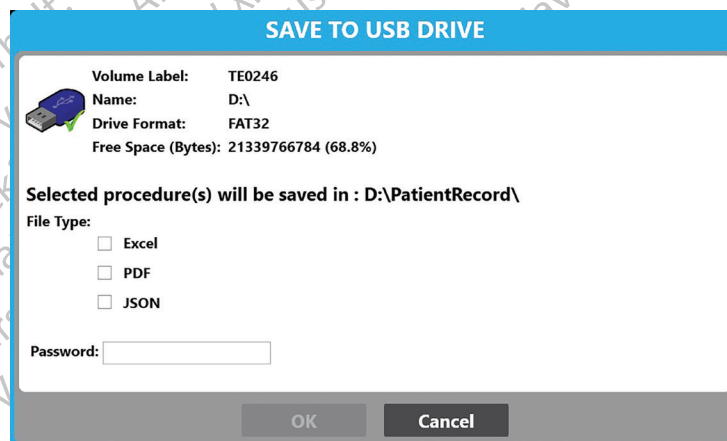 SAVE TO USB DRIVE
Volume Label: TE0246
Name: D:\
Drive Format: FAT32
Free Space (Bytes): 21339766784 (68.8%)
Selected procedure(s) will be saved in : D:\PatientRecord\
File Type:
Excel
PDF
JSON
Password:
OK Cancel